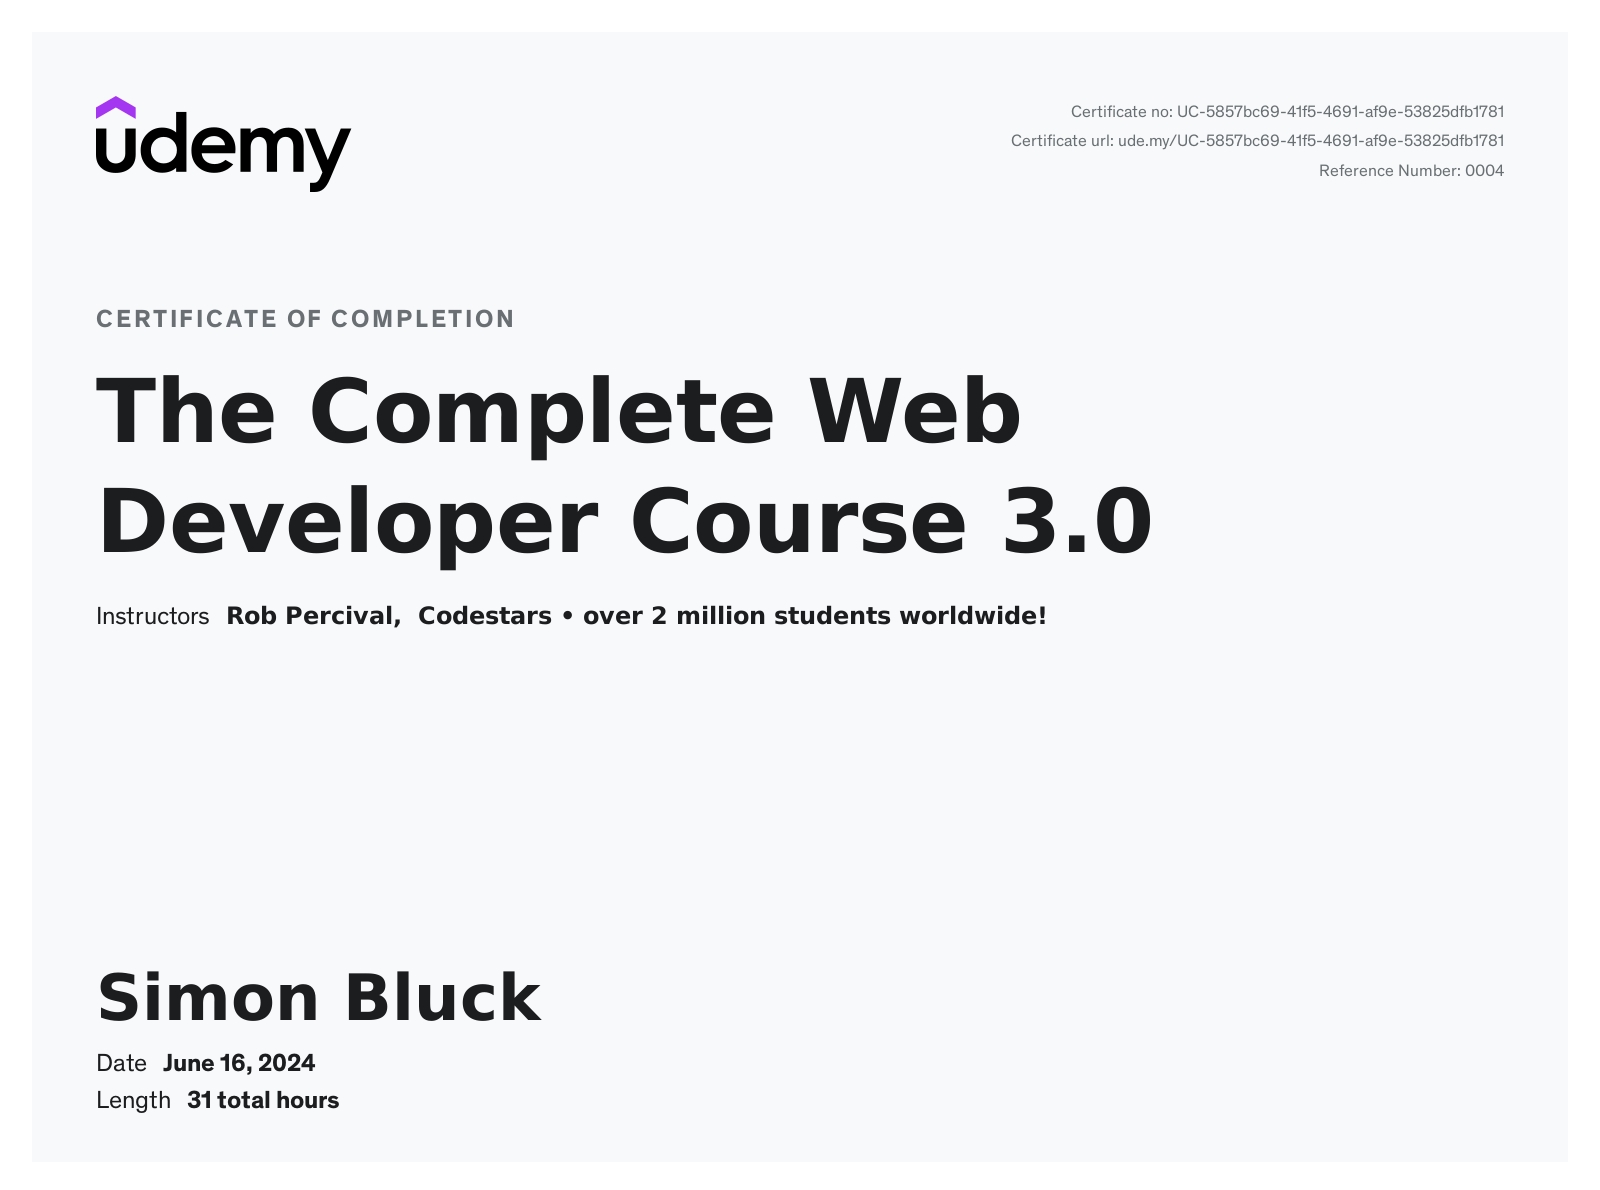 udemy
Certificate no: UC-5857bc69-41f5-4691-af9e-53825dfb1781
Certificate url: ude.my/UC-5857bc69-41f5-4691-af9e-53825dfb1781
Reference Number: 0004
CERTIFICATE OF COMPLETION
The Complete Web
Developer Course 3.0
Instructors Rob Percival, Codestars • over 2 million students worldwide!
Simon Bluck
Date June 16, 2024
Length 31 total hours